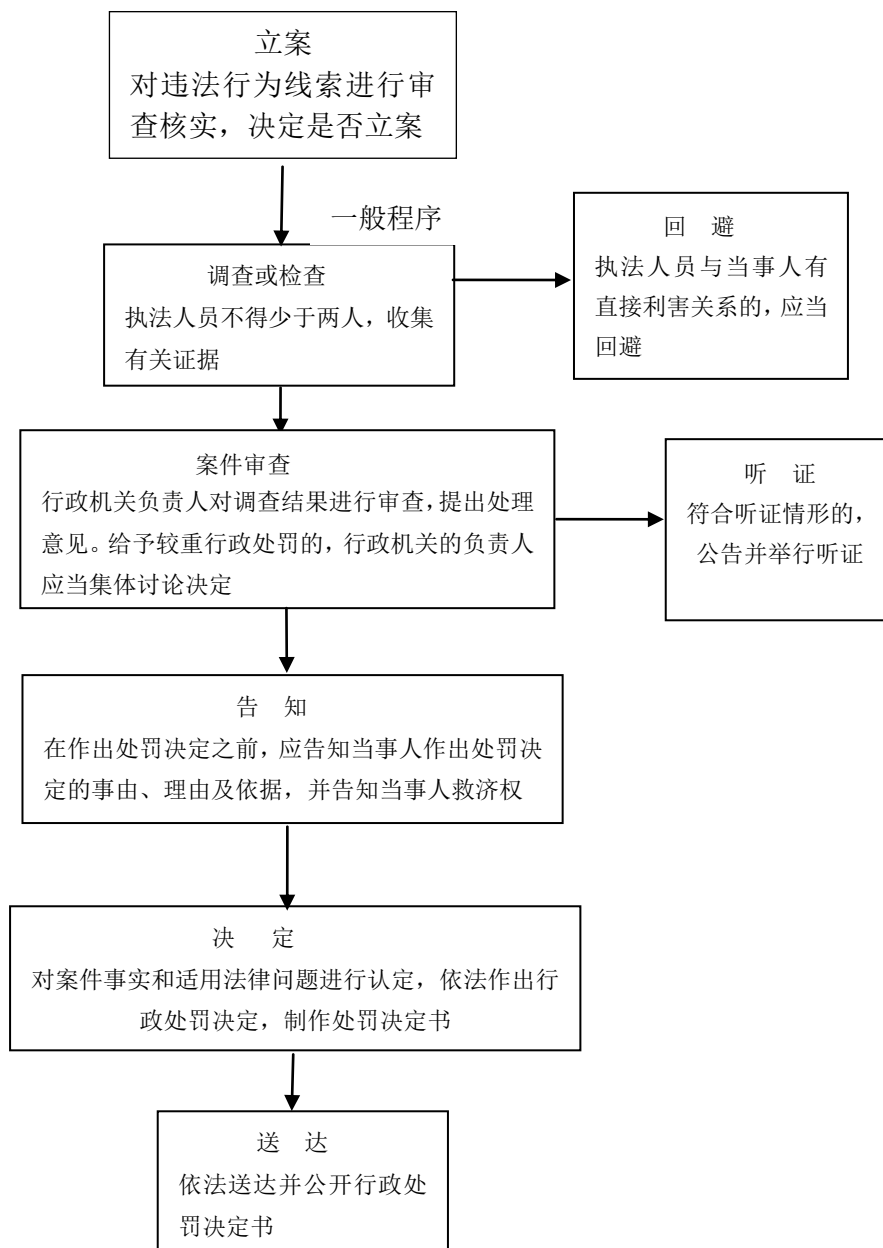 立案
对违法行为线索进行审
查核实，决定是否立案
一般程序
调查或检查
执法人员不得少于两人，收集
有关证据
回　避
执法人员与当事人有
直接利害关系的，应当
回避
案件审查
行政机关负责人对调查结果进行审查，提出处理
意见。给予较重行政处罚的，行政机关的负责人
应当集体讨论决定
听　证
符合听证情形的，
公告并举行听证
告　知
在作出处罚决定之前，应告知当事人作出处罚决
定的事由、理由及依据，并告知当事人救济权
决　定
对案件事实和适用法律问题进行认定，依法作出行
政处罚决定，制作处罚决定书
送　达
依法送达并公开行政处
罚决定书